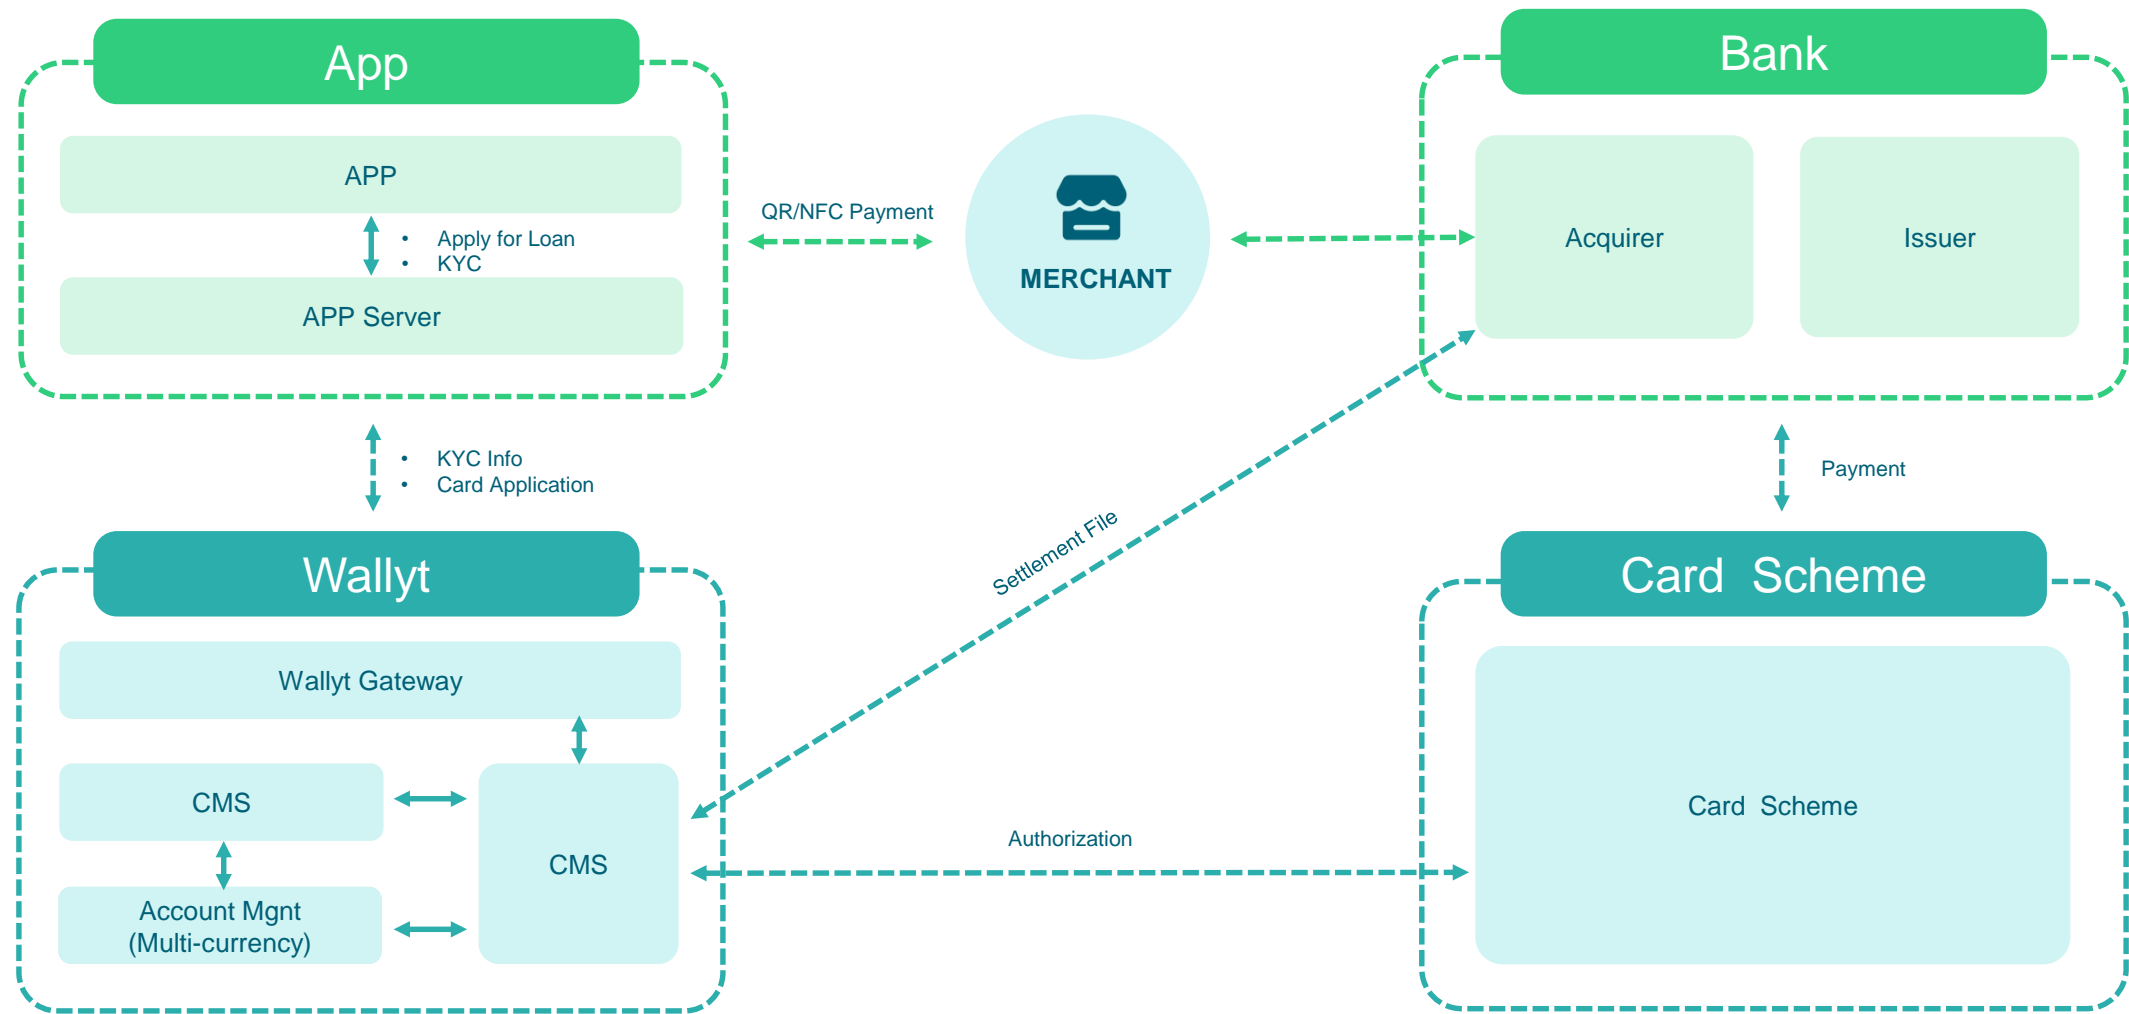 App
APP
• Apply for Loan
• KYC
APP Server
QR/NFC Payment
MERCHANT
Bank
Acquirer
Issuer
• KYC Info
• Card Application
Payment
Settlement File
Wallyt
Wallyt Gateway
CMS
CMS
Account Mgnt
(Multi-currency)
Authorization
Card Scheme
Card Scheme